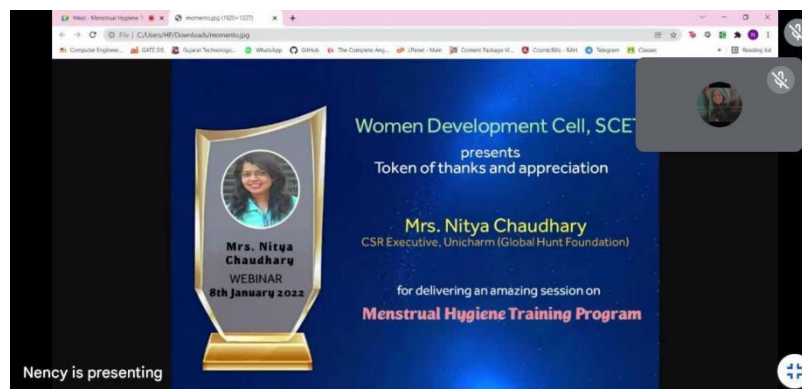 Meet - Menstrual Hygiene T
momento.jpg (1920×1327)
File | C:/Users/HP/Downloads/momento.jpg
Computer Engineer...
GATE SS
Gujarat Technologic...
WhatsApp
GitHub
The Complete Ang...
cPanel - Main
Content Package Vi...
CosmicBits - RAH
Telegram
Classes
Reading list
Women Development Cell, SCET
presents
Token of thanks and appreciation
Mrs. Nitya Chaudhary
CSR Executive, Unicharm (Global Hunt Foundation)
for delivering an amazing session on
Menstrual Hygiene Training Program
Mrs. Nitya
Chaudhary
WEBINAR
8th January 2022
Nency is presenting